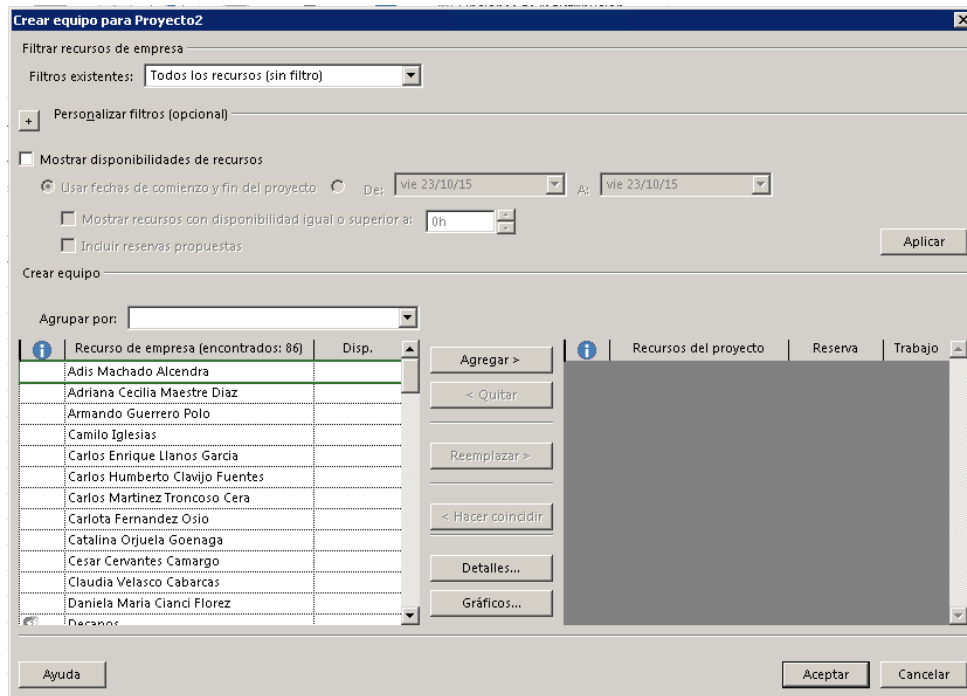 Crear equipo para Proyecto2
Filtrar recursos de empresa
Filtros existentes: Todos los recursos (sin filtro)
+ Personalizar filtros (opcional)
Mostrar disponibilidades de recursos
Usar fechas de comienzo y fin del proyecto De: vie 23/10/15 A: vie 23/10/15
Mostrar recursos con disponibilidad igual o superior a: 0h
Incluir reservas propuestas
Aplicar
Crear equipo
Agrupar por:
Recurso de empresa (encontrados: 86) Disp.
Adis Machado Alcendra
Adriana Cecilia Maestre Diaz
Armando Guerrero Polo
Camilo Iglesias
Carlos Enrique Llanos Garcia
Carlos Humberto Clavijo Fuentes
Carlos Martinez Troncoso Cera
Carlota Fernandez Osio
Catalina Orjuela Goenaga
Cesar Cervantes Camargo
Claudia Velasco Cabarcas
Daniela Maria Cianci Florez
Decanos
Agregar >
< Quitar
Reemplazar >
< Hacer coincidir
Detalles...
Gráficos...
Recursos del proyecto Reserva Trabajo
Ayuda
Aceptar
Cancelar